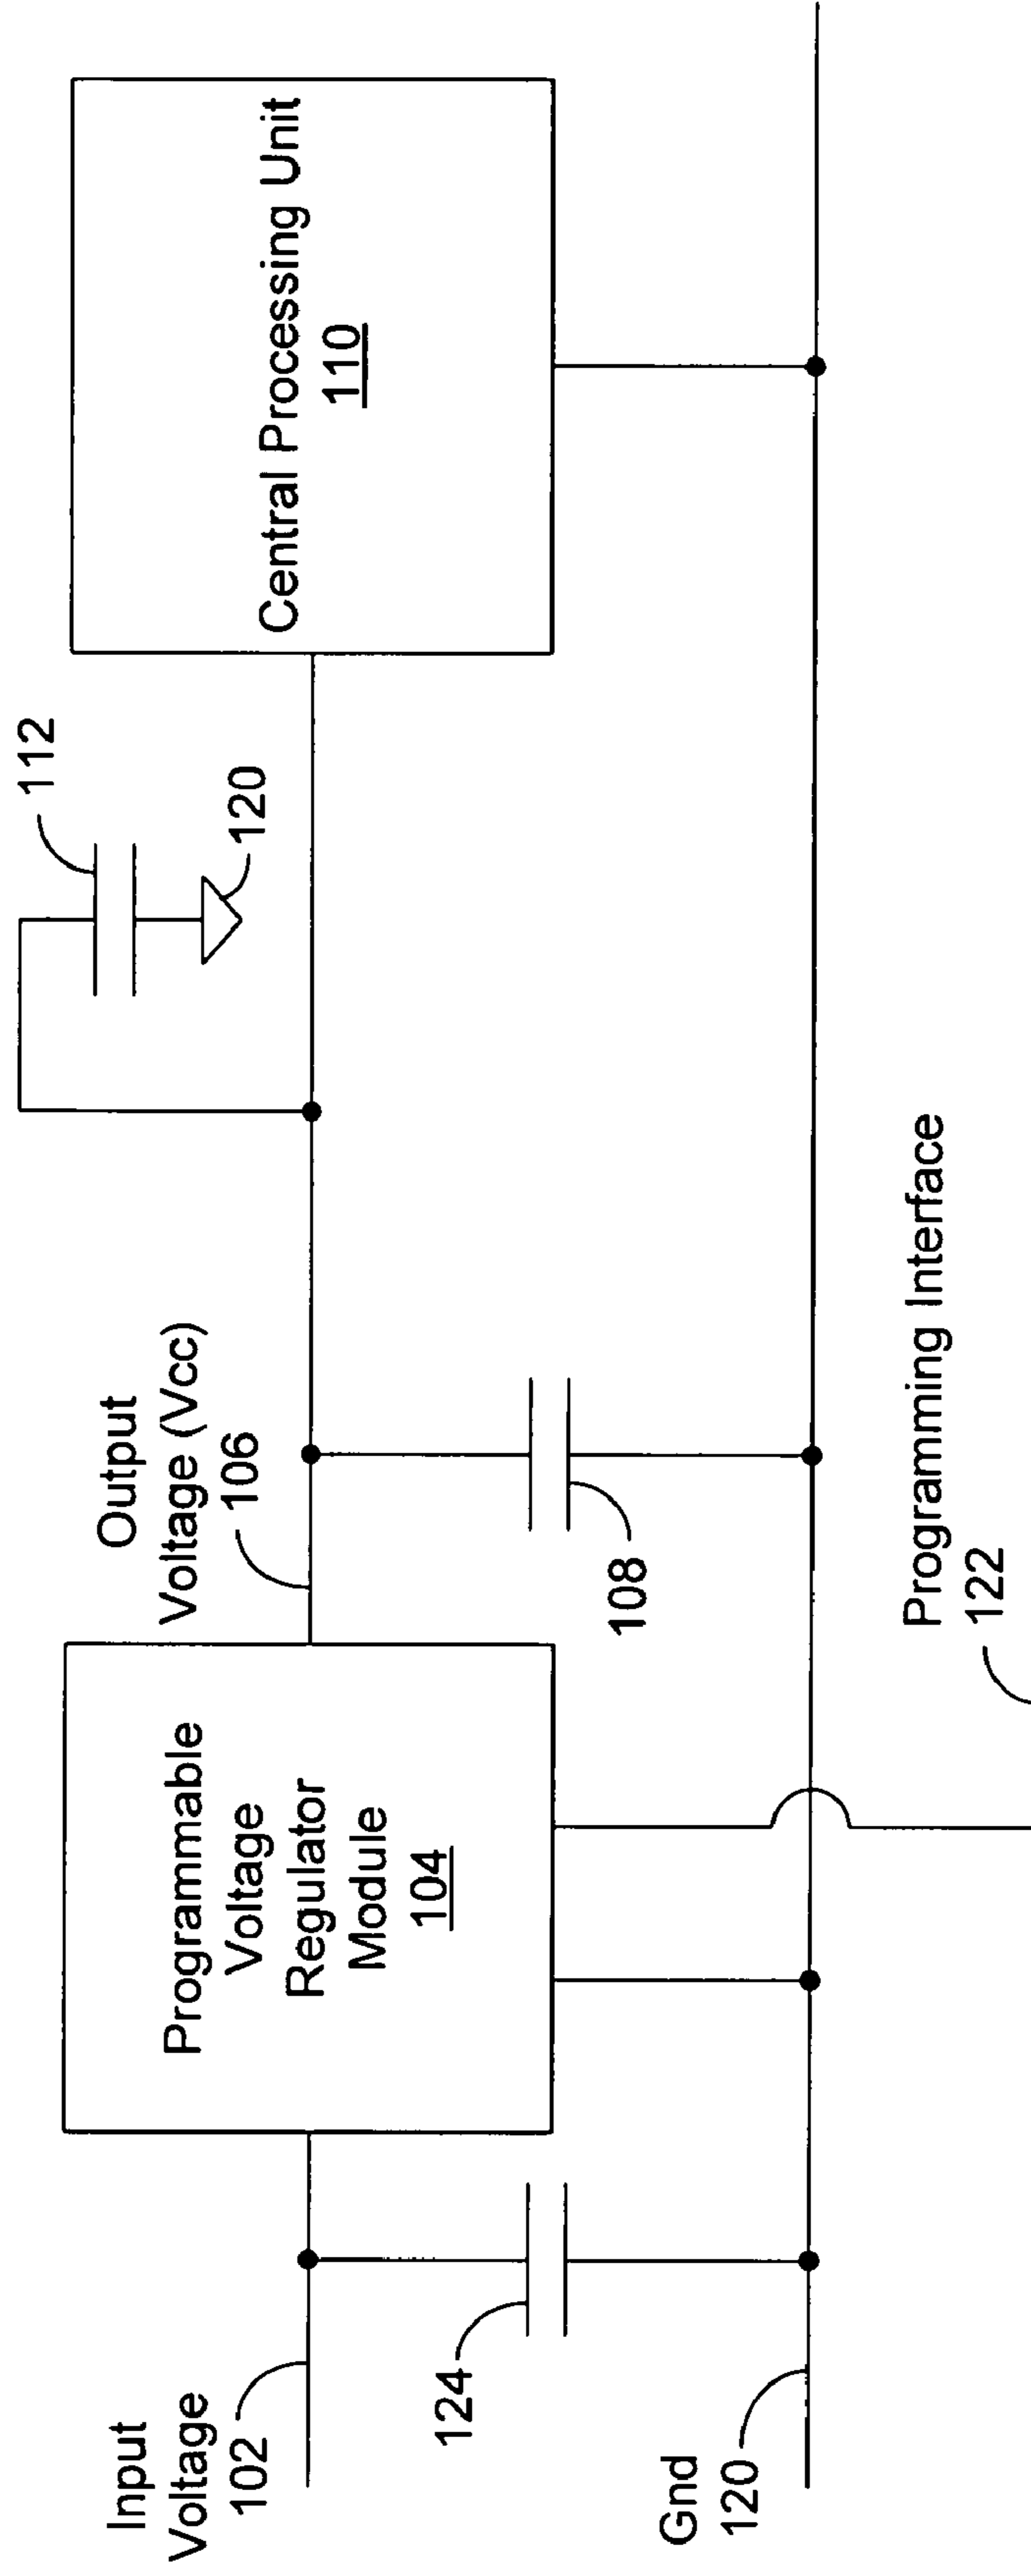 Input
Voltage
102
124
Gnd
120
Programmable
Voltage
Regulator
Module
104
Output
Voltage (Vcc)
106
108
Programming Interface
122
112
120
Central Processing Unit
110